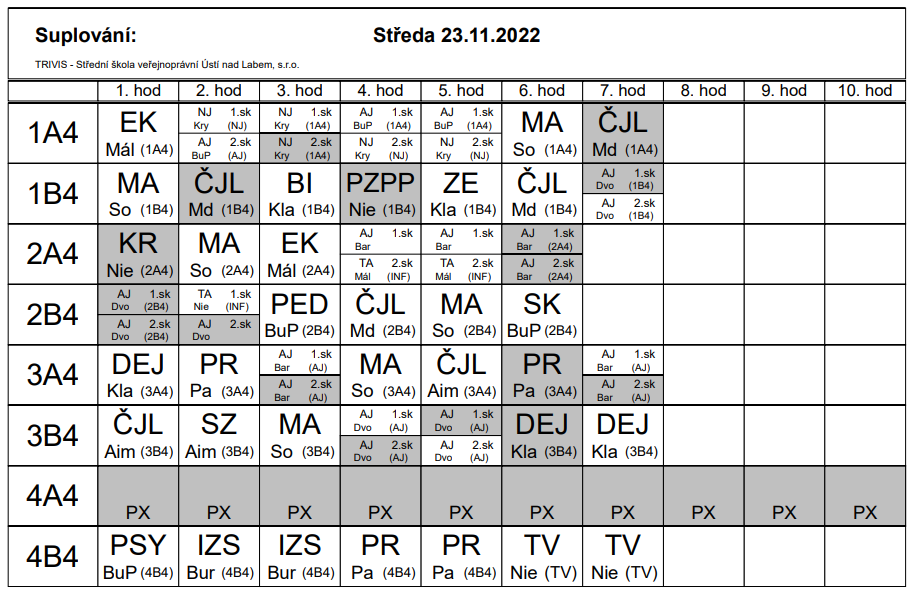 Suplování: Středa 23.11.2022
TRIVIS - Střední škola veřejnoprávní Ústí nad Labem, s.r.o.
1. hod 2. hod 3. hod 4. hod 5. hod 6. hod 7. hod 8. hod 9. hod 10. hod
1A4
EK
Mál (1A4)
NJ 1.sk
Kry (NJ)
AJ 2.sk
BuP (AJ)
NJ 1.sk
Kry (1A4)
NJ 2.sk
Kry (1A4)
AJ 1.sk
BuP (1A4)
NJ 2.sk
Kry (NJ)
AJ 1.sk
BuP (1A4)
NJ 2.sk
Kry (NJ)
MA
So (1A4)
ČJL
Md (1A4)
1B4
MA
So (1B4)
ČJL
Md (1B4)
BI
Kla (1B4)
PZPP
Nie (1B4)
ZE
Kla (1B4)
ČJL
Md (1B4)
AJ 1.sk
Dvo (1B4)
AJ 2.sk
Dvo (1B4)
2A4
KR
Nie (2A4)
MA
So (2A4)
EK
Mál (2A4)
AJ 1.sk
Bar
TA 2.sk
Mál (INF)
AJ 1.sk
Bar
TA 2.sk
Mál (INF)
AJ 1.sk
Bar (2A4)
AJ 2.sk
Bar (2A4)
2B4
AJ 1.sk
Dvo (2B4)
AJ 2.sk
Dvo (2B4)
TA 1.sk
Nie (INF)
AJ 2.sk
Dvo
PED
BuP (2B4)
ČJL
Md (2B4)
MA
So (2B4)
SK
BuP (2B4)
3A4
DEJ
Kla (3A4)
PR
Pa (3A4)
AJ 1.sk
Bar (AJ)
AJ 2.sk
Bar (AJ)
MA
So (3A4)
ČJL
Aim (3A4)
PR
Pa (3A4)
AJ 1.sk
Bar (AJ)
AJ 2.sk
Bar (AJ)
3B4
ČJL
Aim (3B4)
SZ
Aim (3B4)
MA
So (3B4)
AJ 1.sk
Dvo (AJ)
AJ 2.sk
Dvo (AJ)
AJ 1.sk
Dvo (AJ)
AJ 2.sk
Dvo (AJ)
DEJ
Kla (3B4)
DEJ
Kla (3B4)
4A4
PX PX PX PX PX PX PX PX PX PX
4B4
PSY
BuP (4B4)
IZS
Bur (4B4)
IZS
Bur (4B4)
PR
Pa (4B4)
PR
Pa (4B4)
TV
Nie (TV)
TV
Nie (TV)